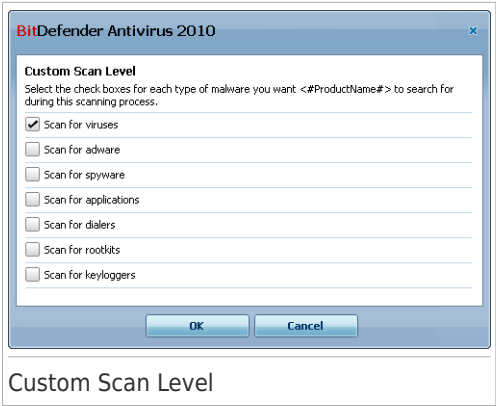 BitDefender Antivirus 2010
Custom Scan Level
Select the check boxes for each type of malware you want <#ProductName#> to search for
during this scanning process.
Scan for viruses
Scan for adware
Scan for spyware
Scan for applications
Scan for dialers
Scan for rootkits
Scan for keyloggers
OK
Cancel
Custom Scan Level